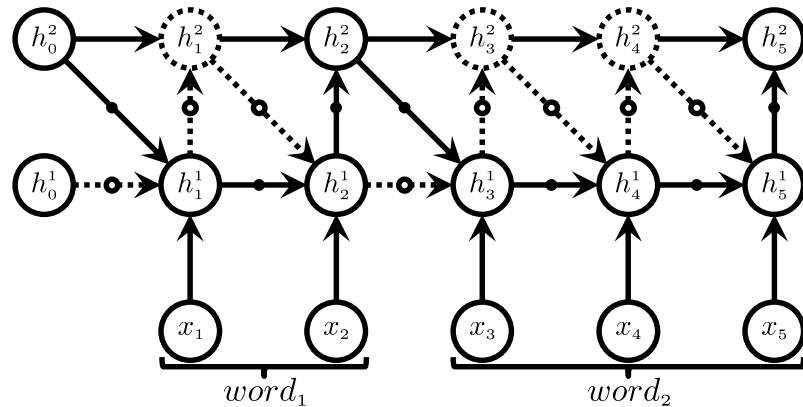 h_0^2 h_1^2 h_2^2 h_3^2 h_4^2 h_5^2
h_0^1 h_1^1 h_2^1 h_3^1 h_4^1 h_5^1
x_1 x_2 x_3 x_4 x_5
word_1 word_2